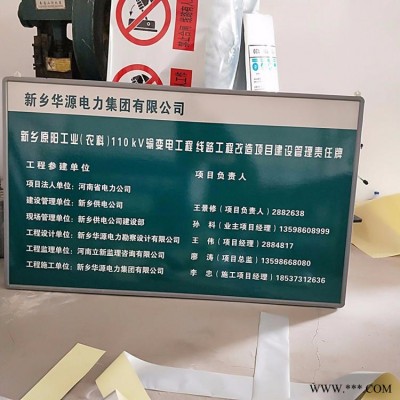 新乡华源电力集团有限公司
新乡原阳工业(农科)110kV输变电工程线路工程改造项目建设管理责任牌
工程参建单位 项目负责人
项目法人单位:河南省电力公司
建设管理单位:新乡供电公司 王景修(项目负责人)2882638
现场管理单位:新乡供电公司建设部 孙 科(业主项目经理)13598608999
工程设计单位:新乡华源电力勘察设计有限公司 王 伟(项目经理)2884817
工程监理单位:河南立新监理咨询有限公司 廖 涛(项目总监)13598668080
工程施工单位:新乡华源电力集团有限公司 李 忠(施工项目经理)18537312636
www.***.com